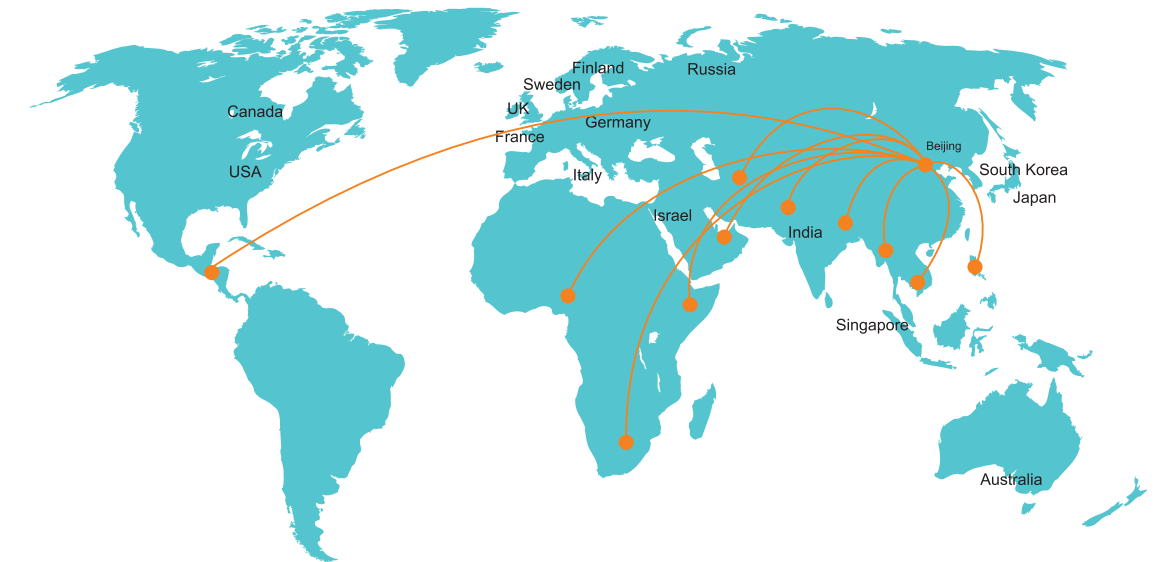 Finland
Russia
Sweden
UK
Canada
Germany
France
Beijing
USA
Italy
South Korea
Japan
Israel
India
Singapore
Australia